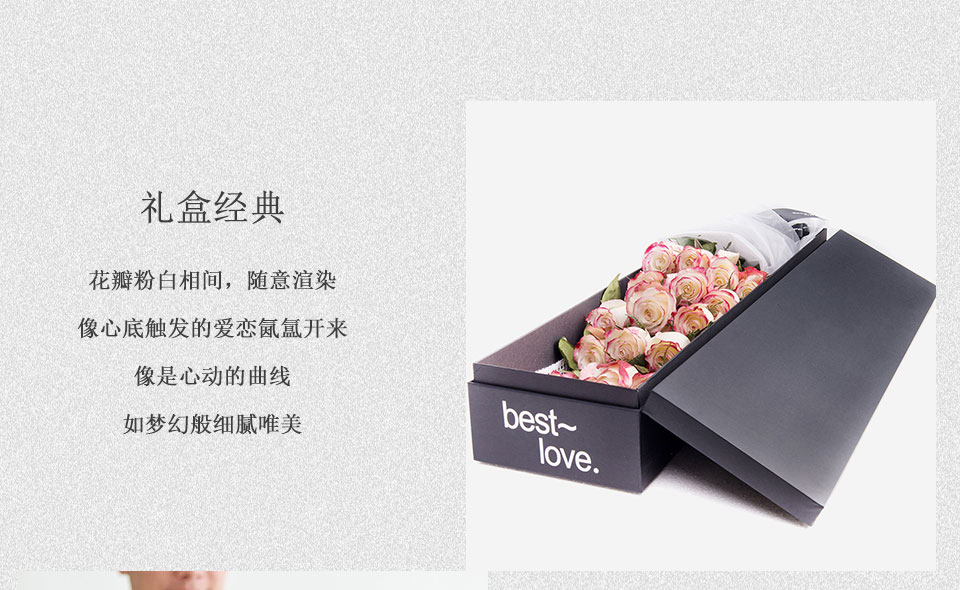 礼盒经典
花瓣粉白相间，随意渲染
像心底触发的爱恋氤氲开来
像是心动的曲线
如梦幻般细腻唯美
best~
love.